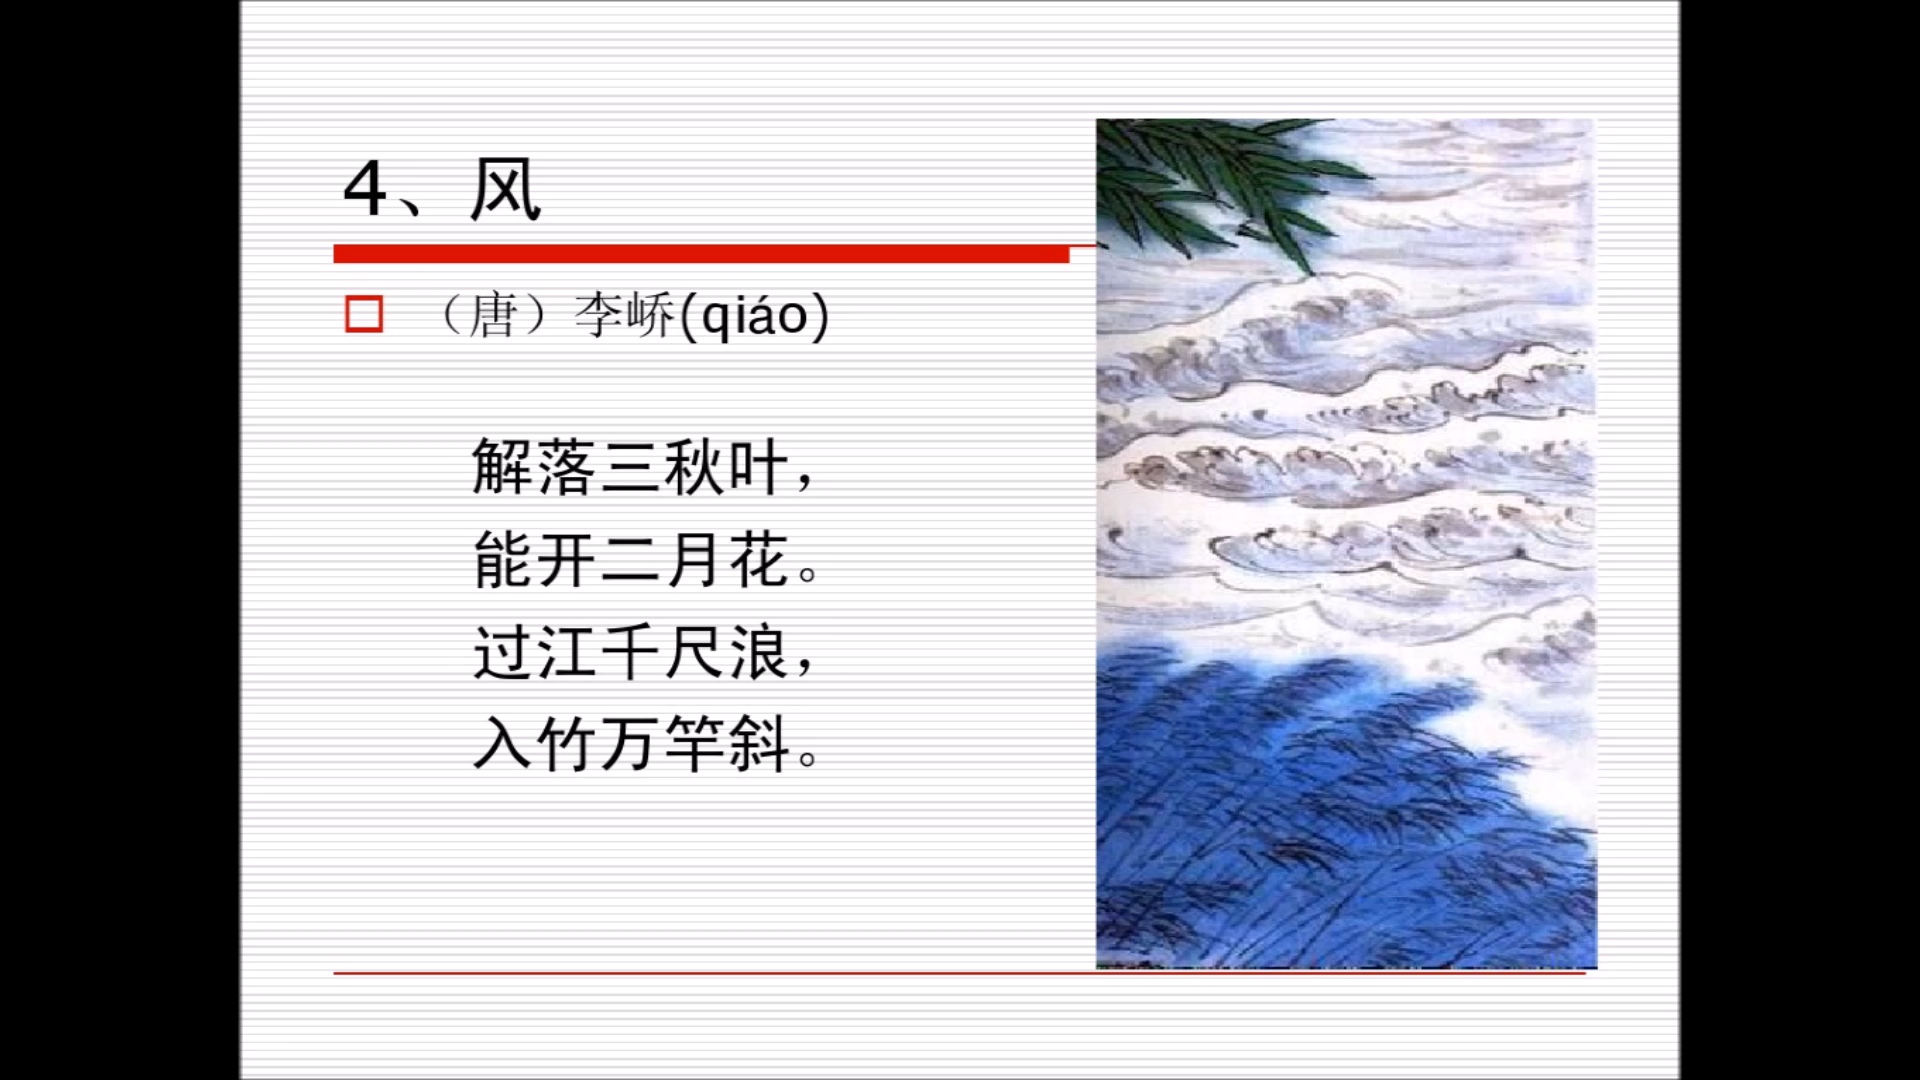 4、风
（唐）李峤(qiáo)
解落三秋叶，
能开二月花。
过江千尺浪，
入竹万竿斜。